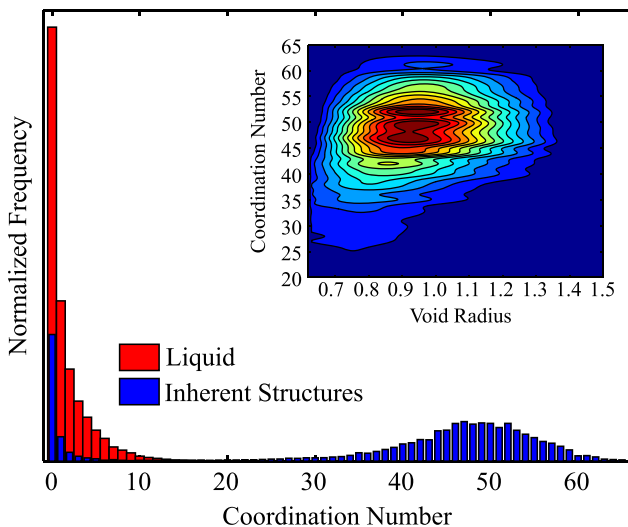 65
60
55
50
45
40
35
30
25
20
Coordination Number
0.7 0.8 0.9 1.0 1.1 1.2 1.3 1.4 1.5
Void Radius
Normalized Frequency
Liquid
Inherent Structures
0 10 20 30 40 50 60
Coordination Number